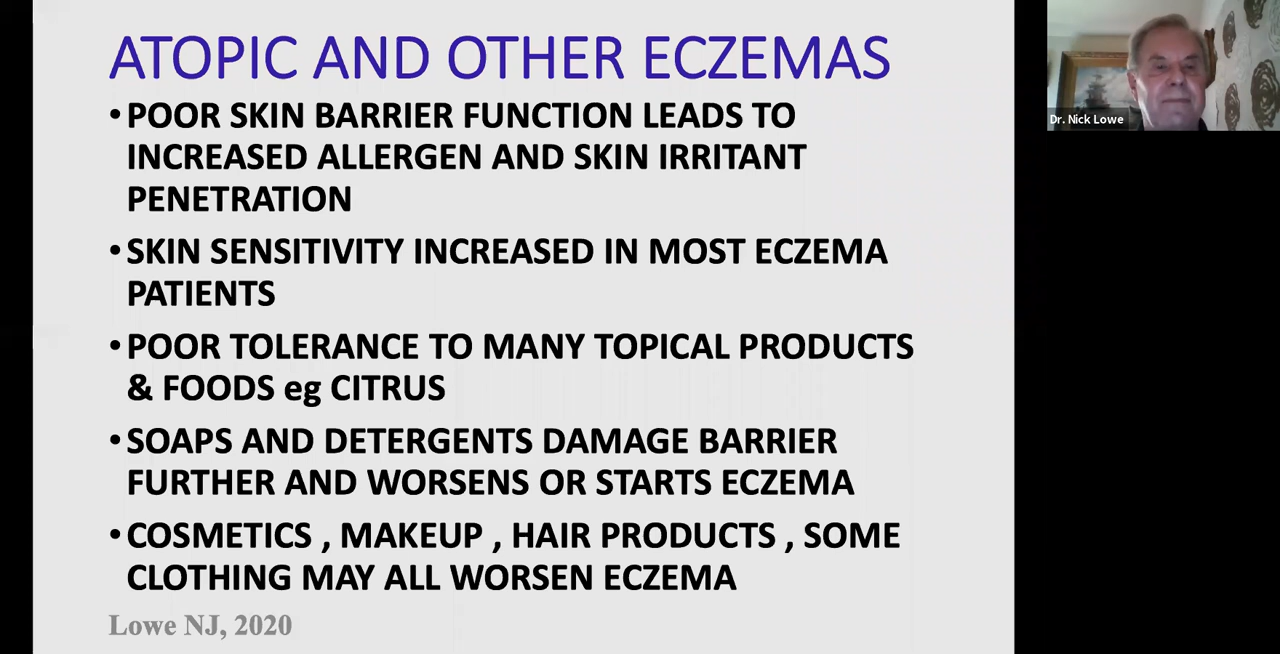 ATOPIC AND OTHER ECZEMAS
•POOR SKIN BARRIER FUNCTION LEADS TO
INCREASED ALLERGEN AND SKIN IRRITANT
PENETRATION
•SKIN SENSITIVITY INCREASED IN MOST ECZEMA
PATIENTS
•POOR TOLERANCE TO MANY TOPICAL PRODUCTS
& FOODS eg CITRUS
•SOAPS AND DETERGENTS DAMAGE BARRIER
FURTHER AND WORSENS OR STARTS ECZEMA
•COSMETICS , MAKEUP , HAIR PRODUCTS , SOME
CLOTHING MAY ALL WORSEN ECZEMA
Lowe NJ, 2020
Dr. Nick Lowe